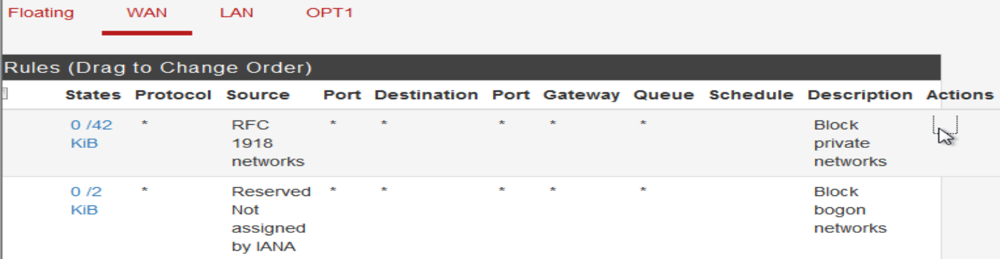 Floating WAN LAN OPT1
Rules (Drag to Change Order)
States Protocol Source Port Destination Port Gateway Queue Schedule Description Actions
0 /42 * RFC * * * * * Block
KiB 1918 private
networks networks
0 /2 * Reserved * * * * * Block
KiB Not bogon
assigned networks
by IANA